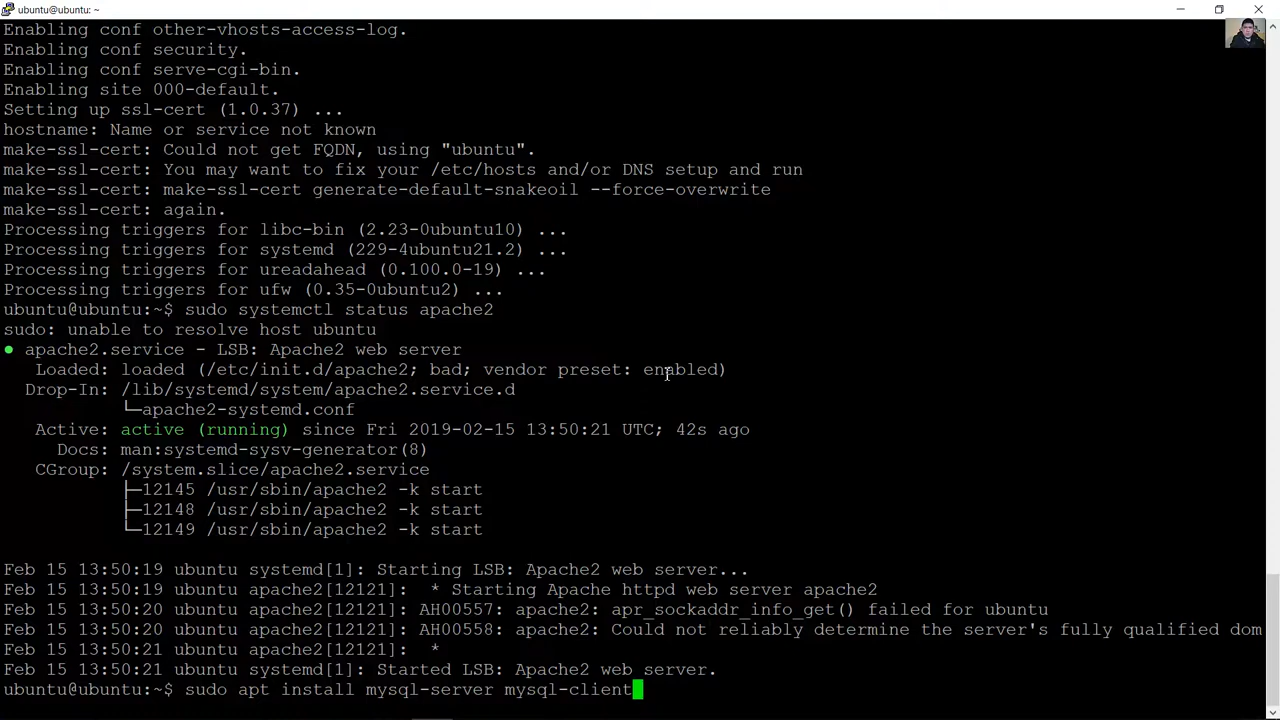 ubuntu@ubuntu: ~
Enabling conf other-vhosts-access-log.
Enabling conf security.
Enabling conf serve-cgi-bin.
Enabling site 000-default.
Setting up ssl-cert (1.0.37) ...
hostname: Name or service not known
make-ssl-cert: Could not get FQDN, using "ubuntu".
make-ssl-cert: You may want to fix your /etc/hosts and/or DNS setup and run
make-ssl-cert: make-ssl-cert generate-default-snakeoil --force-overwrite
make-ssl-cert: again.
Processing triggers for libc-bin (2.23-0ubuntu10) ...
Processing triggers for systemd (229-4ubuntu21.2) ...
Processing triggers for ureadahead (0.100.0-19) ...
Processing triggers for ufw (0.35-0ubuntu2) ...
ubuntu@ubuntu:~$ sudo systemctl status apache2
sudo: unable to resolve host ubuntu
● apache2.service - LSB: Apache2 web server
   Loaded: loaded (/etc/init.d/apache2; bad; vendor preset: enabled)
  Drop-In: /lib/systemd/system/apache2.service.d
           └─apache2-systemd.conf
   Active: active (running) since Fri 2019-02-15 13:50:21 UTC; 42s ago
     Docs: man:systemd-sysv-generator(8)
   CGroup: /system.slice/apache2.service
           ├─12145 /usr/sbin/apache2 -k start
           ├─12148 /usr/sbin/apache2 -k start
           └─12149 /usr/sbin/apache2 -k start
Feb 15 13:50:19 ubuntu systemd[1]: Starting LSB: Apache2 web server...
Feb 15 13:50:19 ubuntu apache2[12121]:  * Starting Apache httpd web server apache2
Feb 15 13:50:20 ubuntu apache2[12121]: AH00557: apache2: apr_sockaddr_info_get() failed for ubuntu
Feb 15 13:50:20 ubuntu apache2[12121]: AH00558: apache2: Could not reliably determine the server's fully qualified dom
Feb 15 13:50:21 ubuntu apache2[12121]:  *
Feb 15 13:50:21 ubuntu systemd[1]: Started LSB: Apache2 web server.
ubuntu@ubuntu:~$ sudo apt install mysql-server mysql-client